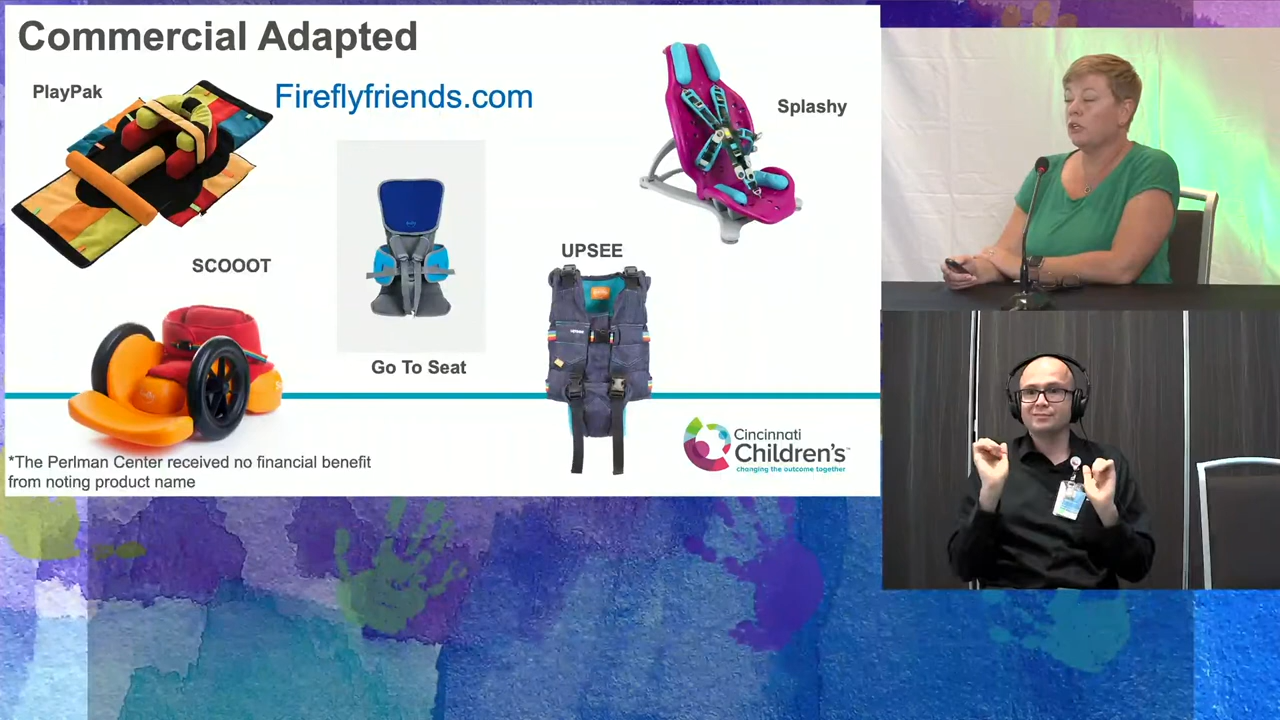 Commercial Adapted
PlayPak
Fireflyfriends.com
Splashy
SCOOOT
UPSEE
Go To Seat
Cincinnati
Children's™
changing the outcome together
*The Perlman Center received no financial benefit
from noting product name